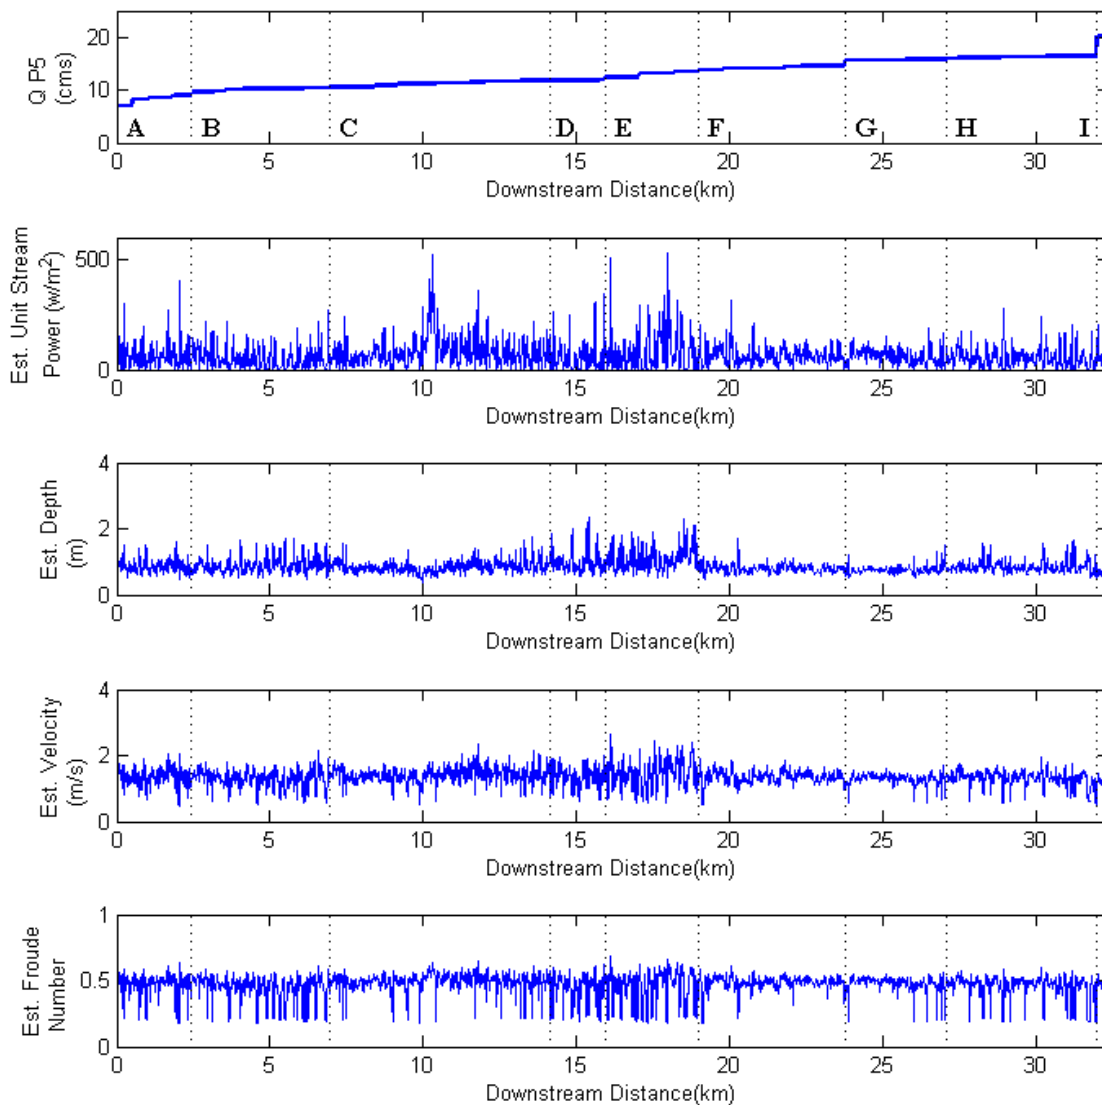 Q P5
(cms)
20
10
0
A B C D E F G H I
0 5 10 15 20 25 30
Downstream Distance(km)
Est. Unit Stream
Power (w/m²)
500
0
0 5 10 15 20 25 30
Downstream Distance(km)
Est. Depth
(m)
4
2
0
0 5 10 15 20 25 30
Downstream Distance(km)
Est. Velocity
(m/s)
4
2
0
0 5 10 15 20 25 30
Downstream Distance(km)
Est. Froude
Number
1
0.5
0
0 5 10 15 20 25 30
Downstream Distance(km)